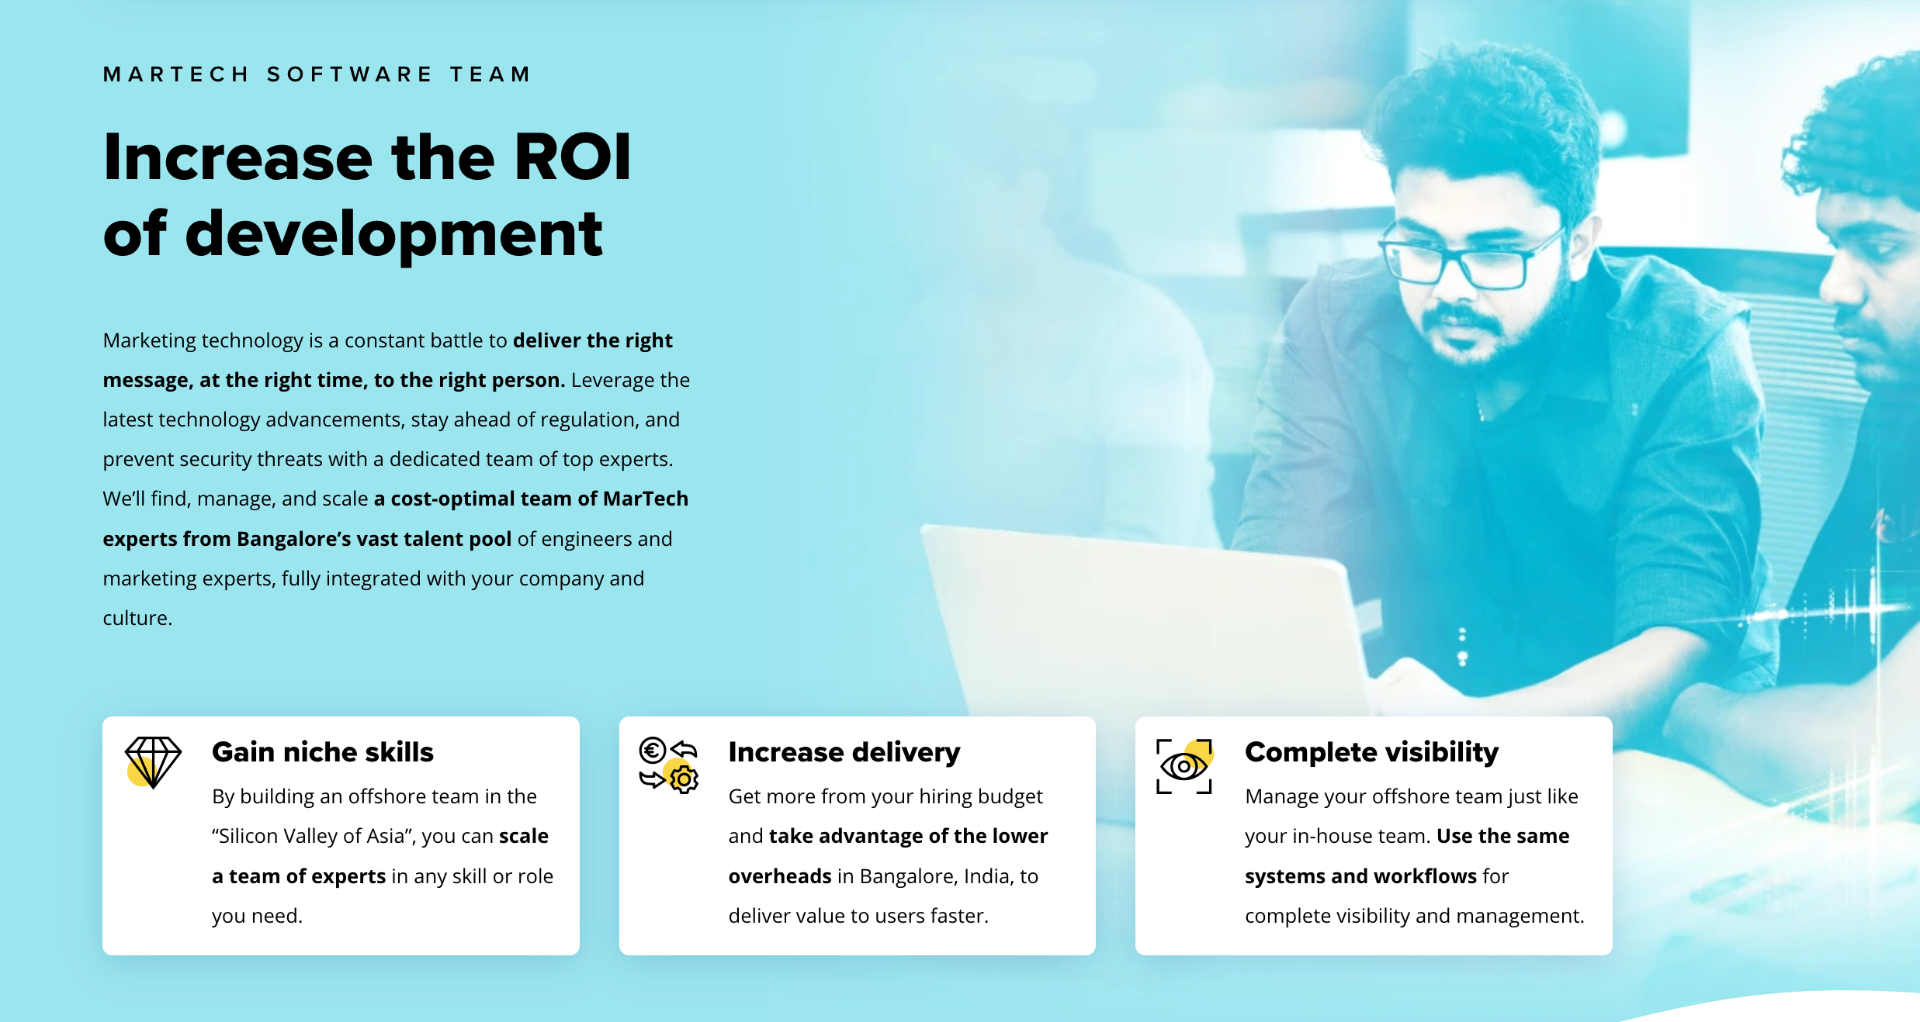 MARTECH SOFTWARE TEAM
Increase the ROI
of development
Marketing technology is a constant battle to deliver the right
message, at the right time, to the right person. Leverage the
latest technology advancements, stay ahead of regulation, and
prevent security threats with a dedicated team of top experts.
We’ll find, manage, and scale a cost-optimal team of MarTech
experts from Bangalore’s vast talent pool of engineers and
marketing experts, fully integrated with your company and
culture.
Gain niche skills
By building an offshore team in the
“Silicon Valley of Asia”, you can scale
a team of experts in any skill or role
you need.
€
Increase delivery
Get more from your hiring budget
and take advantage of the lower
overheads in Bangalore, India, to
deliver value to users faster.
Complete visibility
Manage your offshore team just like
your in-house team. Use the same
systems and workflows for
complete visibility and management.